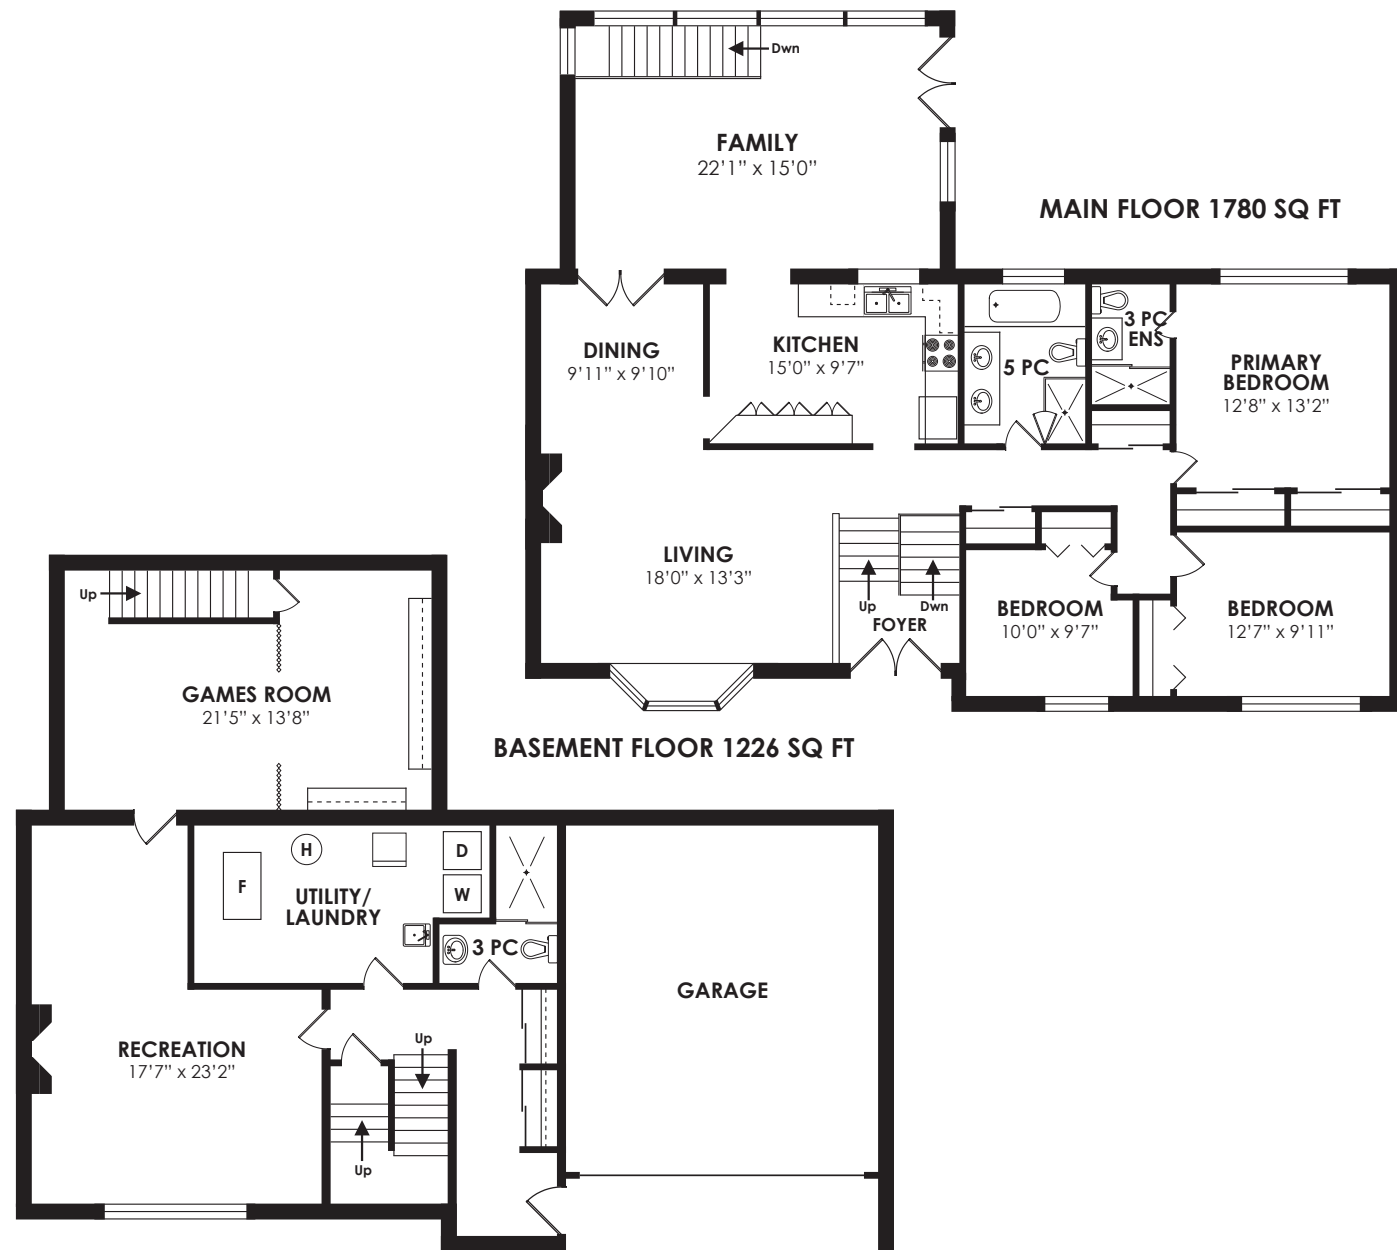 Dwn
FAMILY
22’1” x 15’0”
MAIN FLOOR 1780 SQ FT
DINING
9’11” x 9’10”
KITCHEN
15’0” x 9’7”
5 PC
3 PC
ENS
PRIMARY
BEDROOM
12’8” x 13’2”
LIVING
18’0” x 13’3”
Up
Dwn
FOYER
BEDROOM
10’0” x 9’7”
BEDROOM
12’7” x 9’11”
BASEMENT FLOOR 1226 SQ FT
Up
GAMES ROOM
21’5” x 13’8”
H
F
D
W
UTILITY/
LAUNDRY
3 PC
GARAGE
RECREATION
17’7” x 23’2”
Up
Up